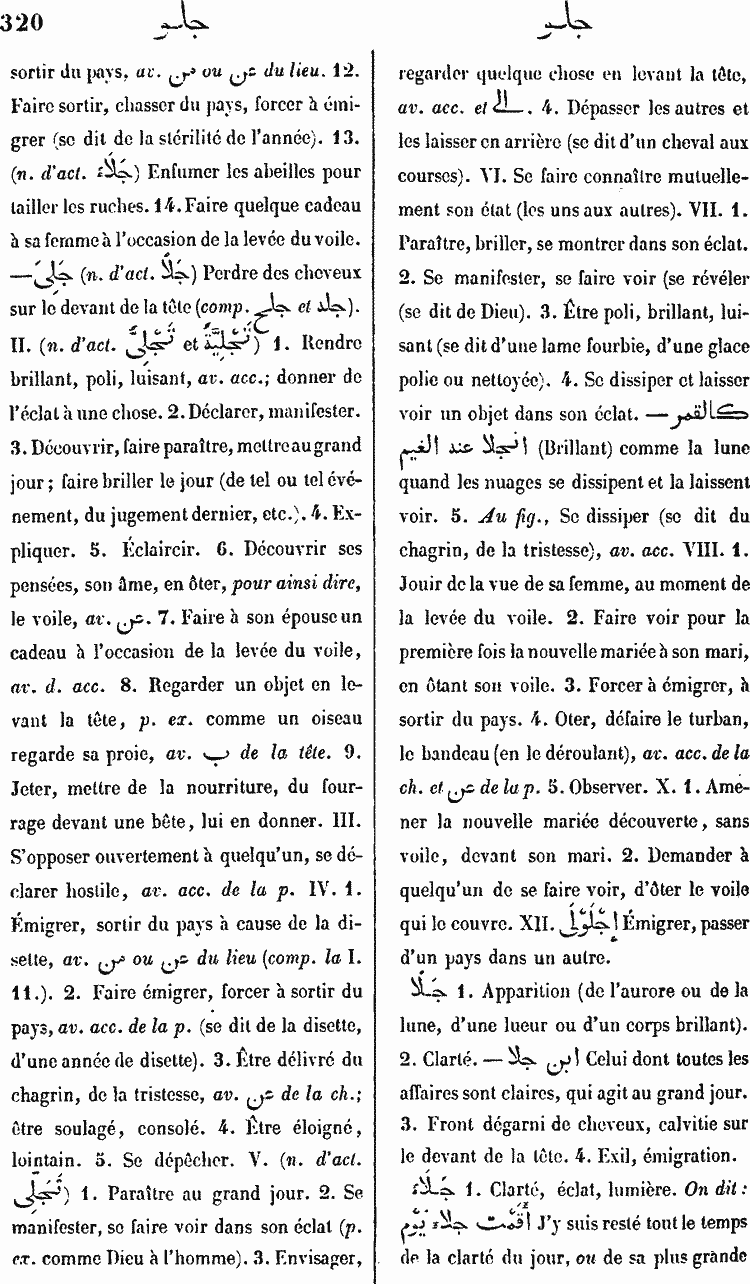 320
جلو
جلو
sortir du pays, av. من ou عن du lieu. 12.
Faire sortir, chasser du pays, forcer à émi-
grer (se dit de la stérilité de l'année). 13.
(n. d'act. جَلَاء) Enfumer les abeilles pour
tailler les ruches. 14. Faire quelque cadeau
à sa femme à l'occasion de la levée du voile.
— جَلِىَ (n. d'act. جَلًا) Perdre des cheveux
sur le devant de la tête (comp. جلح et جلد).
II. (n. d'act. تَجَلِّى et تَجْلِيَة) 1. Rendre
brillant, poli, luisant, av. acc.; donner de
l'éclat à une chose. 2. Déclarer, manifester.
3. Découvrir, faire paraître, mettre au grand
jour; faire briller le jour (de tel ou tel évé-
nement, du jugement dernier, etc.). 4. Ex-
pliquer. 5. Éclaircir. 6. Découvrir ses
pensées, son âme, en ôter, pour ainsi dire,
le voile, av. عن. 7. Faire à son épouse un
cadeau à l'occasion de la levée du voile,
av. d. acc. 8. Regarder un objet en le-
vant la tête, p. ex. comme un oiseau
regarde sa proie, av. ب de la tête. 9.
Jeter, mettre de la nourriture, du four-
rage devant une bête, lui en donner. III.
S'opposer ouvertement à quelqu'un, se dé-
clarer hostile, av. acc. de la p. IV. 1.
Émigrer, sortir du pays à cause de la di-
sette, av. من ou عن du lieu (comp. la I.
11.). 2. Faire émigrer, forcer à sortir du
pays, av. acc. de la p. (se dit de la disette,
d'une année de disette). 3. Être délivré du
chagrin, de la tristesse, av. عن de la ch.;
être soulagé, consolé. 4. Être éloigné,
lointain. 5. Se dépêcher. V. (n. d'act.
تَجَلِّى) 1. Paraître au grand jour. 2. Se
manifester, se faire voir dans son éclat (p.
ex. comme Dieu à l'homme). 3. Envisager,
regarder quelque chose en levant la tête,
av. acc. et الى. 4. Dépasser les autres et
les laisser en arrière (se dit d'un cheval aux
courses). VI. Se faire connaître mutuelle-
ment son état (les uns aux autres). VII. 1.
Paraître, briller, se montrer dans son éclat.
2. Se manifester, se faire voir (se révéler
(se dit de Dieu). 3. Être poli, brillant, lui-
sant (se dit d'une lame fourbie, d'une glace
polie ou nettoyée). 4. Se dissiper et laisser
voir un objet dans son éclat. — كالقمر
انجلا عند الغيم (Brillant) comme la lune
quand les nuages se dissipent et la laissent
voir. 5. Au fig., Se dissiper (se dit du
chagrin, de la tristesse), av. acc. VIII. 1.
Jouir de la vue de sa femme, au moment de
la levée du voile. 2. Faire voir pour la
première fois la nouvelle mariée à son mari,
en ôtant son voile. 3. Forcer à émigrer, à
sortir du pays. 4. Oter, défaire le turban,
le bandeau (en le déroulant), av. acc. de la
ch. et عن de la p. 5. Observer. X. 1. Ame-
ner la nouvelle mariée découverte, sans
voile, devant son mari. 2. Demander à
quelqu'un de se faire voir, d'ôter le voile
qui le couvre. XII. اِجْلَوْلَى Émigrer, passer
d'un pays dans un autre.
جَلًا 1. Apparition (de l'aurore ou de la
lune, d'une lueur ou d'un corps brillant).
2. Clarté. — ابن جلا Celui dont toutes les
affaires sont claires, qui agit au grand jour.
3. Front dégarni de cheveux, calvitie sur
le devant de la tête. 4. Exil, émigration.
جَلَاء 1. Clarté, éclat, lumière. On dit:
أَقَمْتُ جلاء يَوْم J'y suis resté tout le temps
de la clarté du jour, ou de sa plus grande